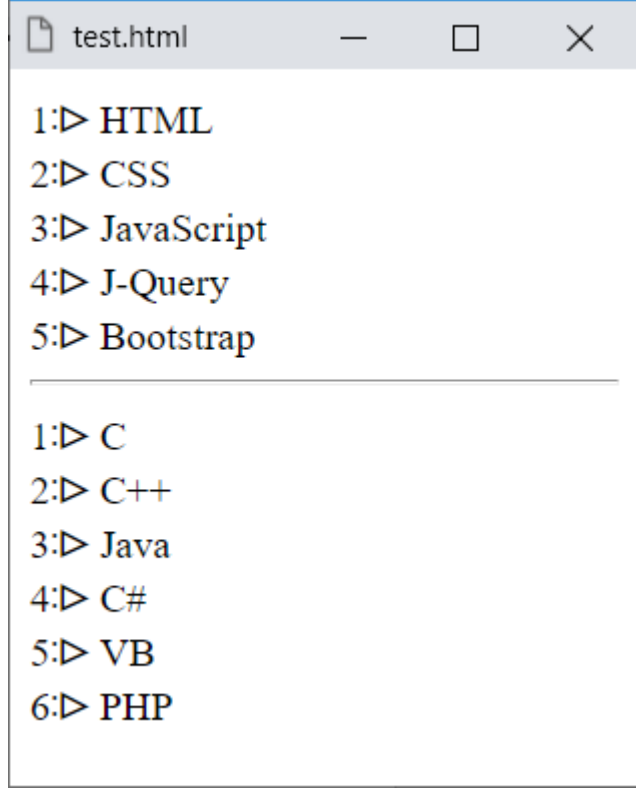 test.html
1:▷ HTML
2:▷ CSS
3:▷ JavaScript
4:▷ J-Query
5:▷ Bootstrap
1:▷ C
2:▷ C++
3:▷ Java
4:▷ C#
5:▷ VB
6:▷ PHP